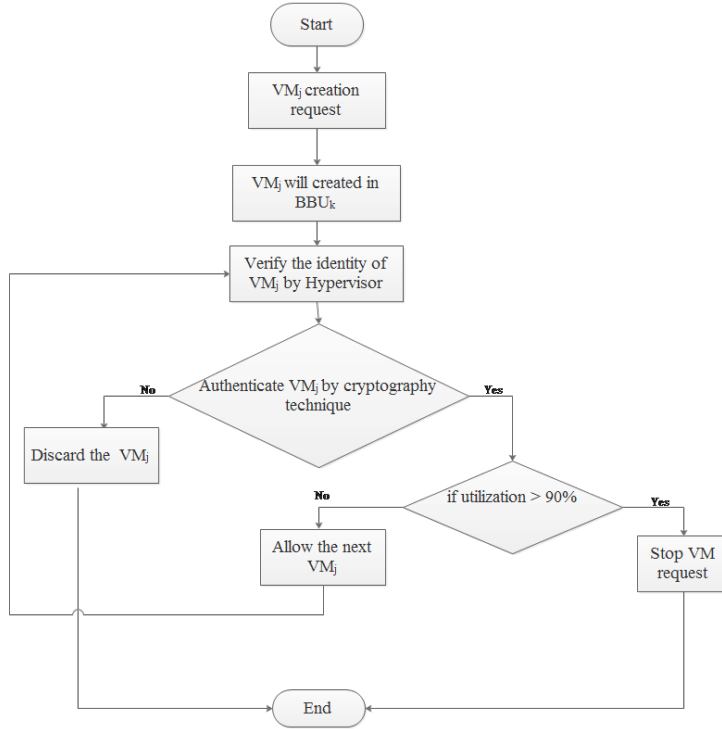 Start
VMj creation
request
VMj will created in
BBUk
Verify the identity of
VMj by Hypervisor
No
Authenticate VMj by cryptography
technique
Yes
Discard the VMj
No
if utilization > 90%
Yes
Allow the next
VMj
Stop VM
request
End